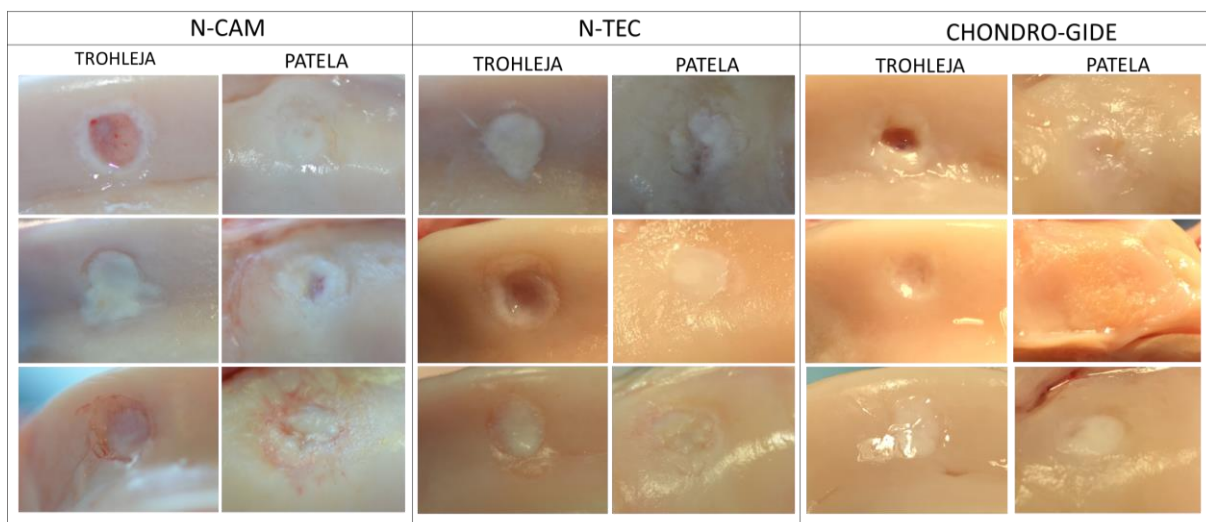 N-CAM
N-TEC
CHONDRO-GIDE
TROHLEJA
PATELA
TROHLEJA
PATELA
TROHLEJA
PATELA